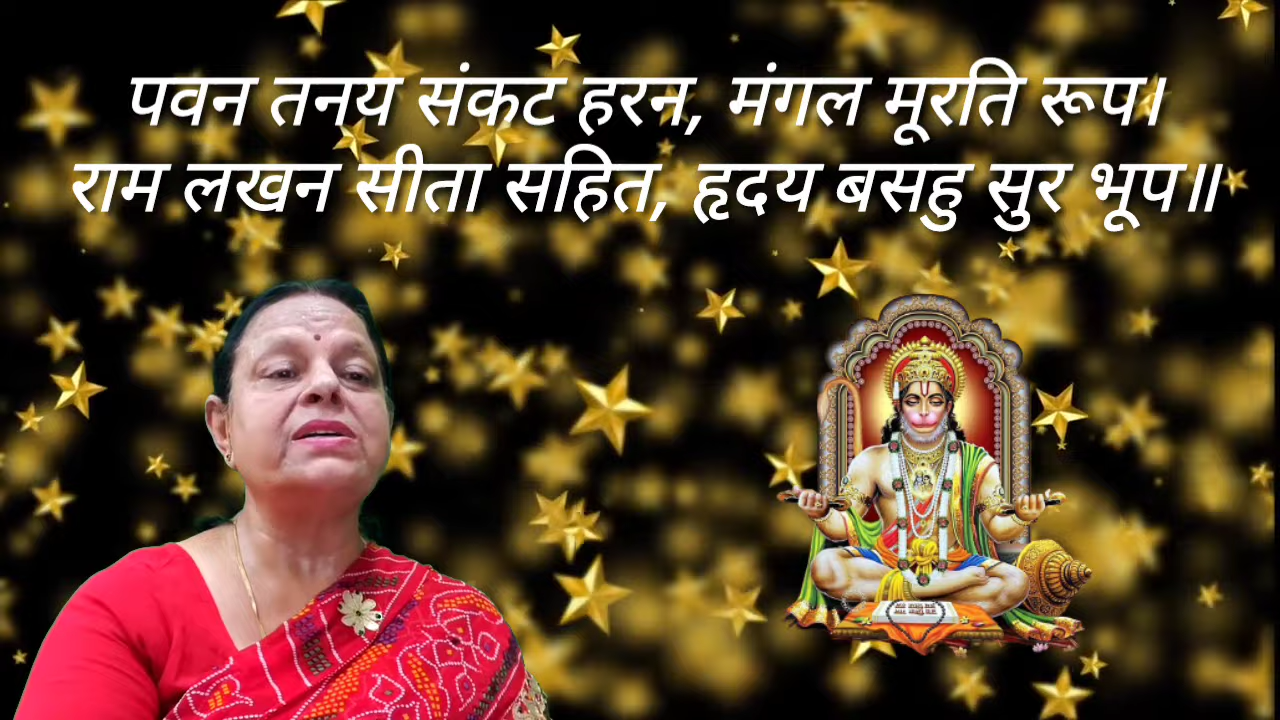 पवन तनय संकट हरन, मंगल मूरति रूप।
राम लखन सीता सहित, हृदय बसहु सुर भूप॥